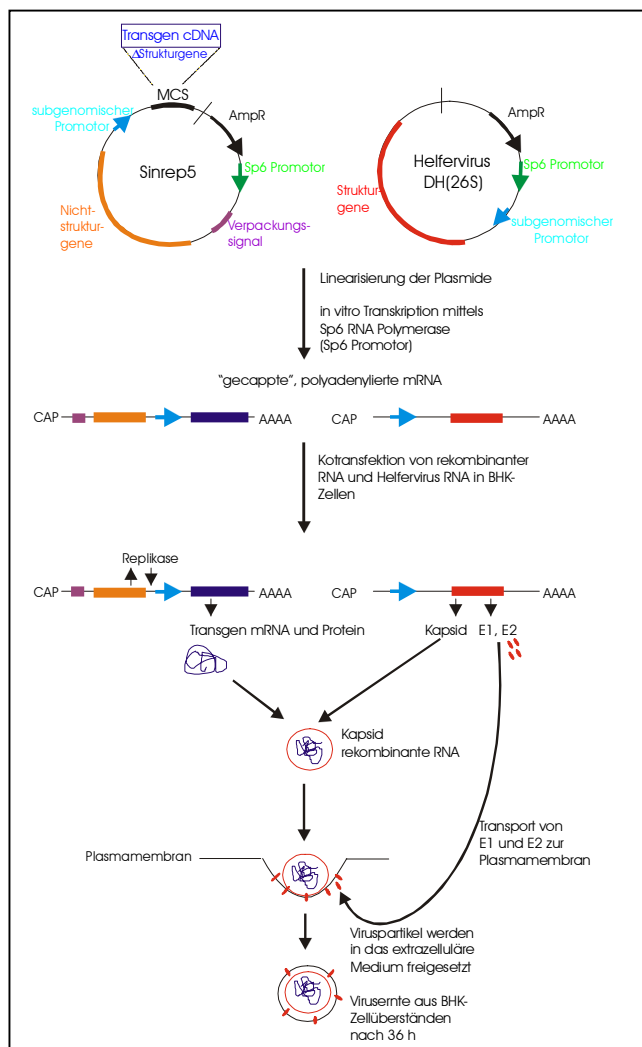 Transgen cDNA
ΔStrukturgene
MCS
subgenomischer
Promotor
AmpR
Sinrep5
Sp6 Promotor
Nicht-
struktur-
gene
Verpackungs-
signal
AmpR
Helfervirus
DH(26S)
Sp6 Promotor
Struktur-
gene
subgenomischer
Promotor
Linearisierung der Plasmide
in vitro Transkription mittels
Sp6 RNA Polymerase
(Sp6 Promotor)
"gecappte", polyadenylierte mRNA
CAP
AAAA
CAP
AAAA
Kotransfektion von rekombinanter
RNA und Helfervirus RNA in BHK-
Zellen
Replikase
CAP
AAAA
CAP
AAAA
Transgen mRNA und Protein
Kapsid
E1, E2
Kapsid
rekombinante RNA
Transport von
E1 und E2 zur
Plasmamembran
Plasmamembran
Viruspartikel werden
in das extrazelluläre
Medium freigesetzt
Virusernte aus BHK-
Zellüberständen
nach 36 h